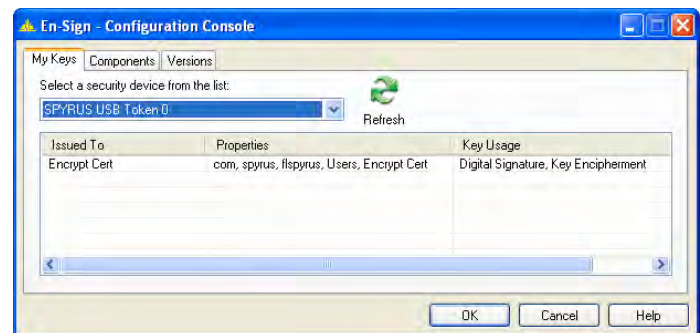 En-Sign - Configuration Console
My Keys Components Versions
Select a security device from the list:
SPYRUS USB Token 0
Refresh
Issued To Properties Key Usage
Encrypt Cert com, spyrus, flspyrus, Users, Encrypt Cert Digital Signature, Key Encipherment
OK Cancel Help